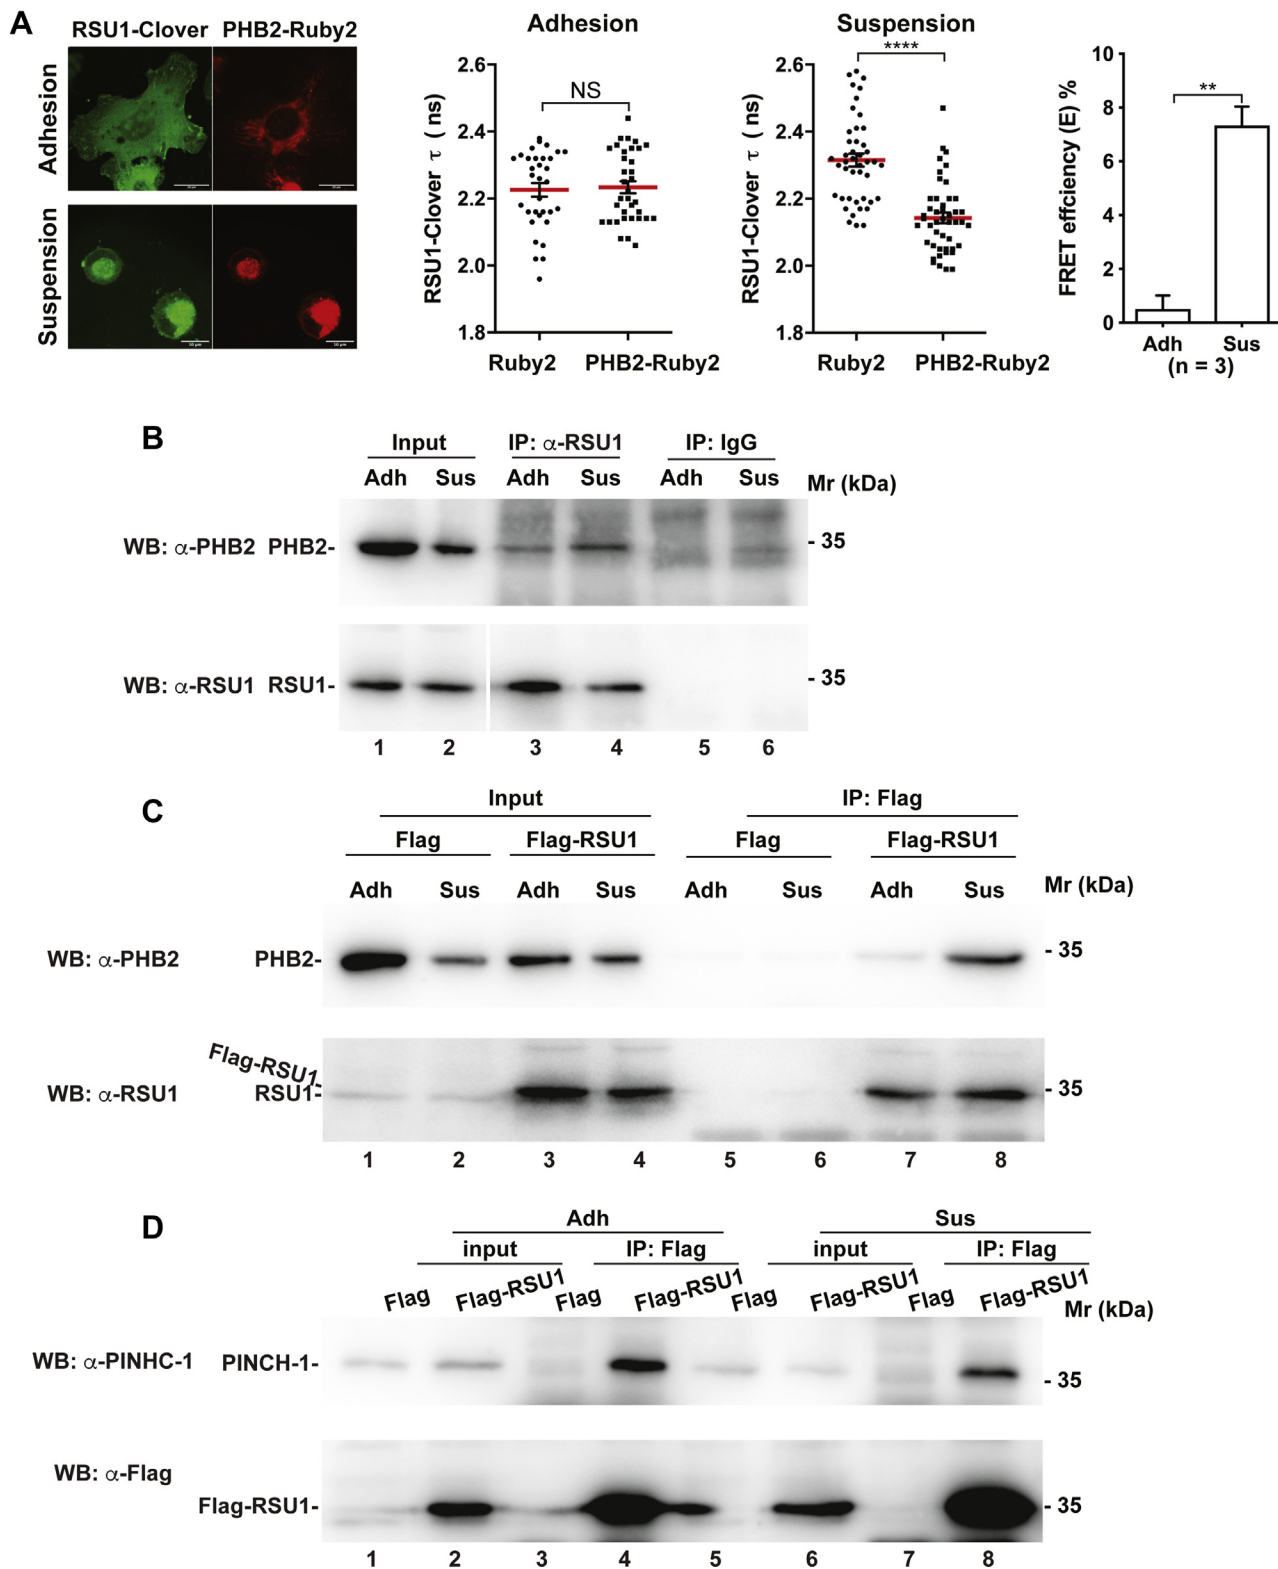 A
RSU1-Clover PHB2-Ruby2
Adhesion
Suspension
Adhesion
RSU1-Clover τ ( ns)
2.6
2.4
2.2
2.0
1.8
NS
Ruby2 PHB2-Ruby2
Suspension
RSU1-Clover τ (ns)
2.6
2.4
2.2
2.0
1.8
****
Ruby2 PHB2-Ruby2
FRET effciency (E) %
10
8
6
4
2
0
**
Adh Sus
(n = 3)
B
Input IP: α-RSU1 IP: IgG
Adh Sus Adh Sus Adh Sus Mr (kDa)
WB: α-PHB2 PHB2- - 35
WB: α-RSU1 RSU1- - 35
1 2 3 4 5 6
C
Input IP: Flag
Flag Flag-RSU1 Flag Flag-RSU1
Adh Sus Adh Sus Adh Sus Adh Sus Mr (kDa)
WB: α-PHB2 PHB2- - 35
Flag-RSU1-
WB: α-RSU1 RSU1- - 35
1 2 3 4 5 6 7 8
D
Adh Sus
input IP: Flag input IP: Flag
Flag Flag-RSU1 Flag Flag-RSU1 Flag Flag-RSU1 Flag Flag-RSU1 Mr (kDa)
WB: α-PINHC-1 PINCH-1- - 35
WB: α-Flag
Flag-RSU1- - 35
1 2 3 4 5 6 7 8